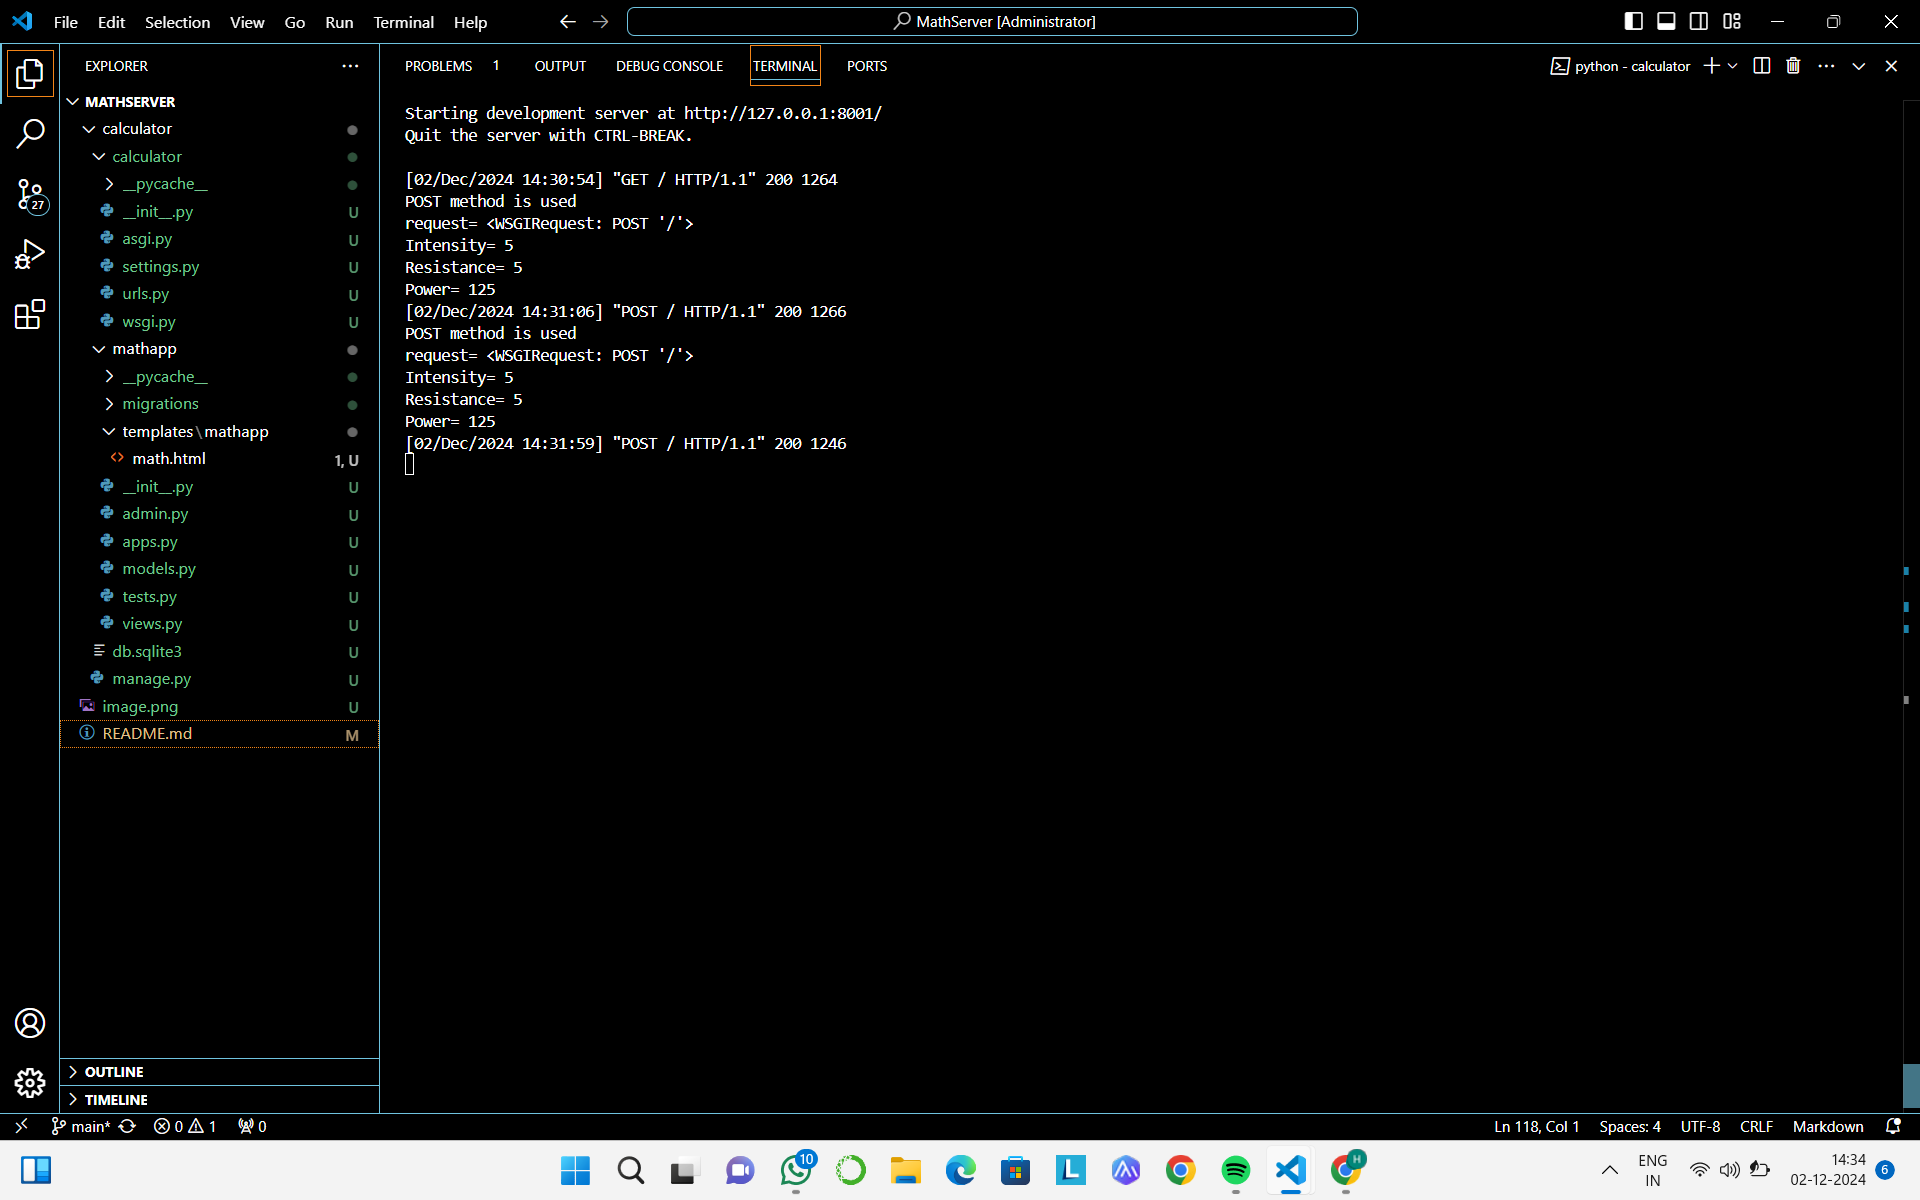 File Edit Selection View Go Run Terminal Help
MathServer [Administrator]
EXPLORER
MATHSERVER
calculator
calculator
__pycache__
__init__.py U
asgi.py U
settings.py U
urls.py U
wsgi.py U
mathapp
__pycache__
migrations
templates\mathapp
math.html 1, U
__init__.py U
admin.py U
apps.py U
models.py U
tests.py U
views.py U
db.sqlite3 U
manage.py U
image.png U
README.md M
27
OUTLINE
TIMELINE
PROBLEMS 1 OUTPUT DEBUG CONSOLE TERMINAL PORTS
python - calculator
Starting development server at http://127.0.0.1:8001/
Quit the server with CTRL-BREAK.
[02/Dec/2024 14:30:54] "GET / HTTP/1.1" 200 1264
POST method is used
request= <WSGIRequest: POST '/'>
Intensity= 5
Resistance= 5
Power= 125
[02/Dec/2024 14:31:06] "POST / HTTP/1.1" 200 1266
POST method is used
request= <WSGIRequest: POST '/'>
Intensity= 5
Resistance= 5
Power= 125
[02/Dec/2024 14:31:59] "POST / HTTP/1.1" 200 1246
main* 0 1 0
Ln 118, Col 1 Spaces: 4 UTF-8 CRLF Markdown
10
L
H
ENG
IN
14:34
02-12-2024
6